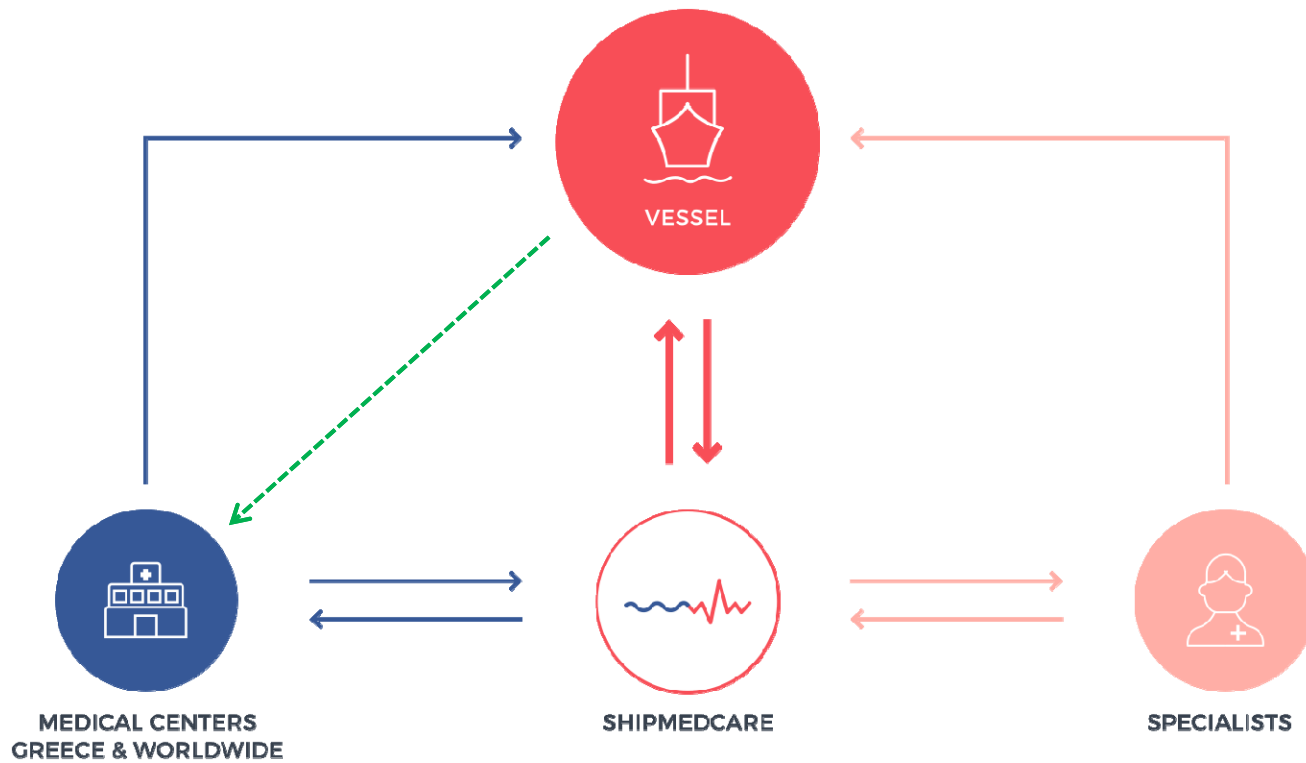 VESSEL
MEDICAL CENTERS
GREECE & WORLDWIDE
SHIPMEDCARE
SPECIALISTS